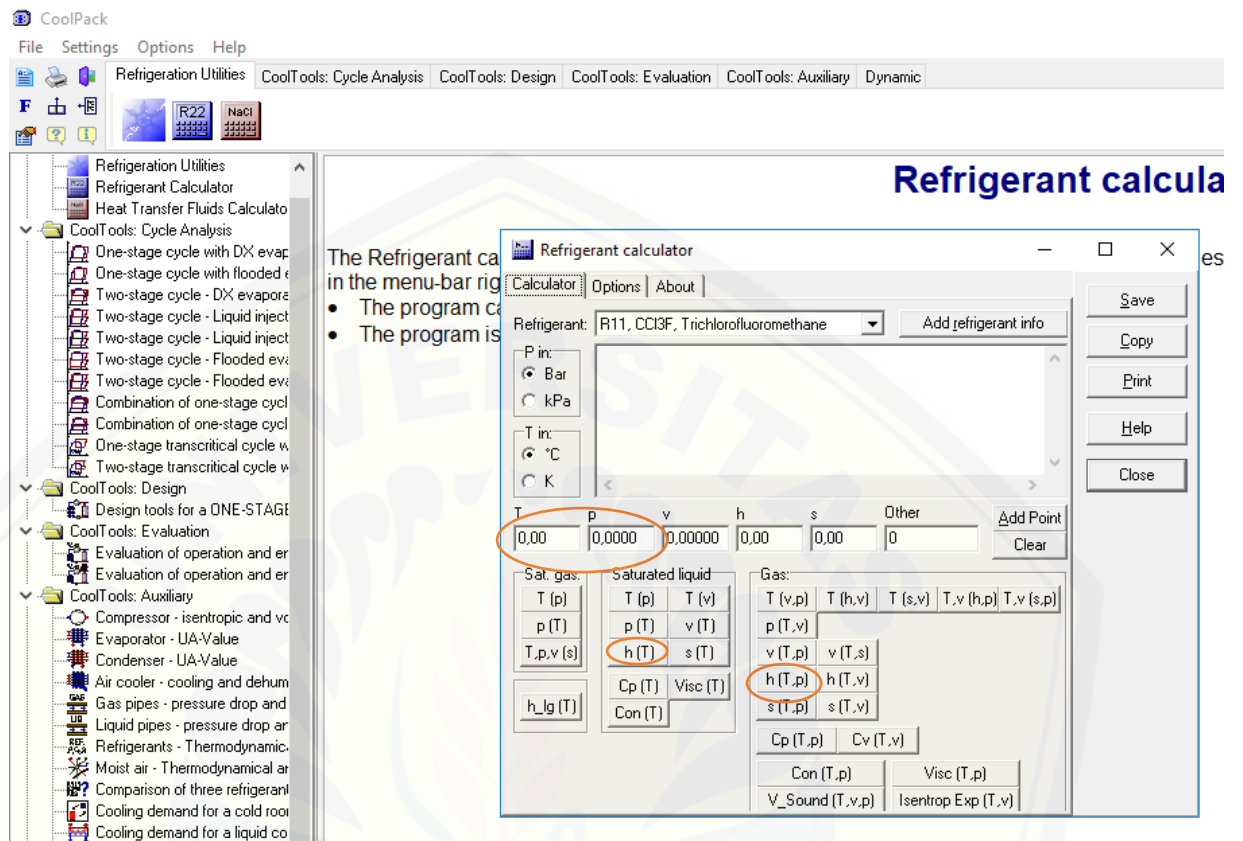 CoolPack
File Settings Options Help
Refrigeration Utilities CoolTools: Cycle Analysis CoolTools: Design CoolTools: Evaluation CoolTools: Auxiliary Dynamic
F R22 NaCl
Refrigeration Utilities
Refrigerant Calculator
Heat Transfer Fluids Calculato
CoolTools: Cycle Analysis
One-stage cycle with DX evap
One-stage cycle with flooded e
Two-stage cycle - DX evapora
Two-stage cycle - Liquid inject
Two-stage cycle - Liquid inject
Two-stage cycle - Flooded eva
Two-stage cycle - Flooded eva
Combination of one-stage cycl
Combination of one-stage cycl
One-stage transcritical cycle w
Two-stage transcritical cycle w
CoolTools: Design
Design tools for a ONE-STAGE
CoolTools: Evaluation
Evaluation of operation and er
Evaluation of operation and er
CoolTools: Auxiliary
Compressor - isentropic and vo
Evaporator - UA-Value
Condenser - UA-Value
Air cooler - cooling and dehum
Gas pipes - pressure drop and
Liquid pipes - pressure drop ar
Refrigerants - Thermodynamic
Moist air - Thermodynamical ar
Comparison of three refrigerant
Cooling demand for a cold roor
Cooling demand for a liquid co
Refrigerant calcula
The Refrigerant ca es
in the menu-bar rig
• The program ca
• The program is
Refrigerant calculator
Calculator Options About
Refrigerant: R11, CCl3F, Trichlorofluoromethane Add refrigerant info
P in:
Bar
kPa
T in:
°C
K
Save
Copy
Print
Help
Close
T p v h s Other Add Point
0,00 0,0000 0,00000 0,00 0,00 0 Clear
Sat. gas: Saturated liquid Gas:
T (p) T (p) T (v) T (v,p) T (h,v) T (s,v) T,v (h,p) T,v (s,p)
p (T) p (T) v (T) p (T,v)
T,p,v (s) h (T) s (T) v (T,p) v (T,s)
h_lg (T) Cp (T) Visc (T) h (T,p) h (T,v)
Con (T) s (T,p) s (T,v)
Cp (T,p) Cv (T,v)
Con (T,p) Visc (T,p)
V_Sound (T,v,p) Isentrop Exp (T,v)